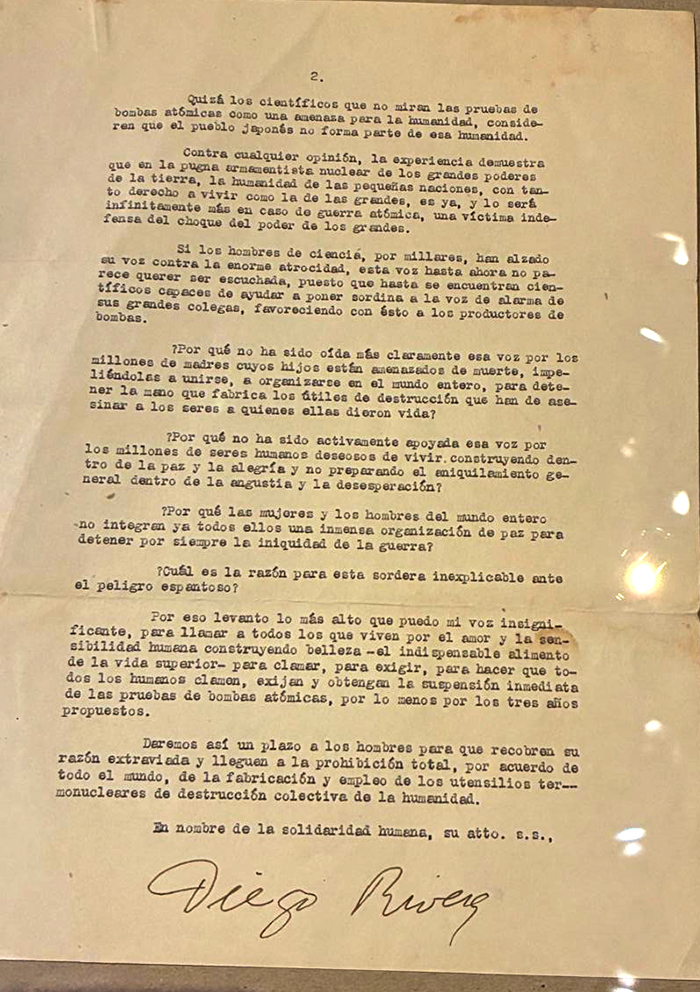 2.
Quizá los científicos que no miran las pruebas de
bombas atómicas como una amenaza para la humanidad, conside-
ren que el pueblo japonés no forma parte de esa humanidad.
Contra cualquier opinión, la experiencia demuestra
que en la pugna armamentista nuclear de los grandes poderes
de la tierra, la humanidad de las pequeñas naciones, con tan-
to derecho a vivir como la de las grandes, es ya, y lo será
infinitamente más en caso de guerra atómica, una víctima inde-
fensa del choque del poder de los grandes.
Si los hombres de ciencia, por millares, han alzado
su voz contra la enorme atrocidad, esta voz hasta ahora no pa-
rece querer ser escuchada, puesto que hasta se encuentran cien-
tíficos capaces de ayudar a poner sordina a la voz de alarma de
sus grandes colegas, favoreciendo con ésto a los productores de
bombas.
?Por qué no ha sido oída más claramente esa voz por los
millones de madres cuyos hijos están amenazados de muerte, impe-
liéndolas a unirse, a organizarse en el mundo entero, para dete-
ner la mano que fabrica los útiles de destrucción que han de ase-
sinar a los seres a quienes ellas dieron vida?
?Por qué no ha sido activamente apoyada esa voz por
los millones de seres humanos deseosos de vivir construyendo den-
tro de la paz y la alegría y no preparando el aniquilamiento ge-
neral dentro de la angustia y la desesperación?
?Por qué las mujeres y los hombres del mundo entero
no integran ya todos ellos una inmensa organización de paz para
detener por siempre la iniquidad de la guerra?
?Cuál es la razón para esta sordera inexplicable ante
el peligro espantoso?
Por eso levanto lo más alto que puedo mi voz insigni-
ficante, para llamar a todos los que viven por el amor y la sen-
sibilidad humana construyendo belleza -el indispensable alimento
de la vida superior- para clamar, para exigir, para hacer que to-
dos los humanos clamen, exijan y obtengan la suspensión inmediata
de las pruebas de bombas atómicas, por lo menos por los tres años
propuestos.
Daremos así un plazo a los hombres para que recobren su
razón extraviada y lleguen a la prohibición total, por acuerdo de
todo el mundo, de la fabricación y empleo de los utensilios ter--
monucleares de destrucción colectiva de la humanidad.
En nombre de la solidaridad humana, su atto. s.s.,
Diego Rivera